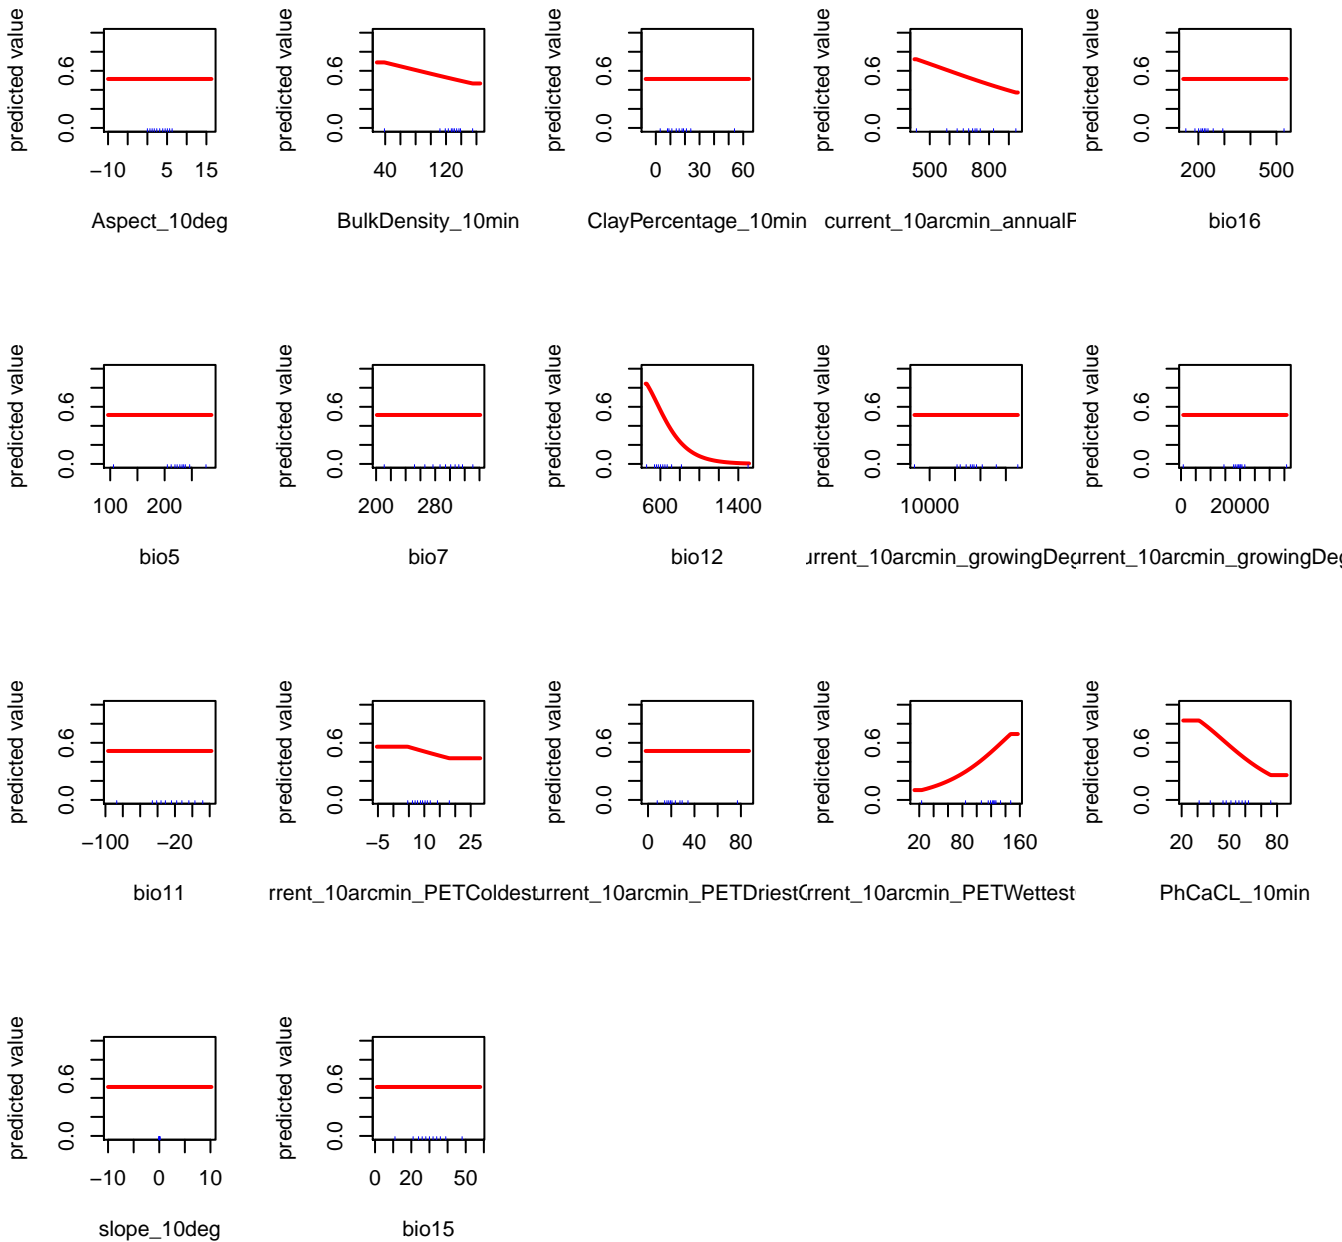 predicted value
0.0 0.6
−10 5 15
Aspect_10deg
predicted value
0.0 0.6
40 120
BulkDensity_10min
predicted value
0.0 0.6
0 30 60
ClayPercentage_10min
predicted value
0.0 0.6
500 800
current_10arcmin_annualP
predicted value
0.0 0.6
200 500
bio16
predicted value
0.0 0.6
100 200
bio5
predicted value
0.0 0.6
200 280
bio7
predicted value
0.0 0.6
600 1400
bio12
predicted value
0.0 0.6
10000
urrent_10arcmin_growingDeg
predicted value
0.0 0.6
0 20000
urrent_10arcmin_growingDeg
predicted value
0.0 0.6
−100 −20
bio11
predicted value
0.0 0.6
−5 10 25
rrent_10arcmin_PETColdest
predicted value
0.0 0.6
0 40 80
urrent_10arcmin_PETDriestQ
predicted value
0.0 0.6
20 80 160
rrent_10arcmin_PETWettest
predicted value
0.0 0.6
20 50 80
PhCaCL_10min
predicted value
0.0 0.6
−10 0 10
slope_10deg
predicted value
0.0 0.6
0 20 50
bio15